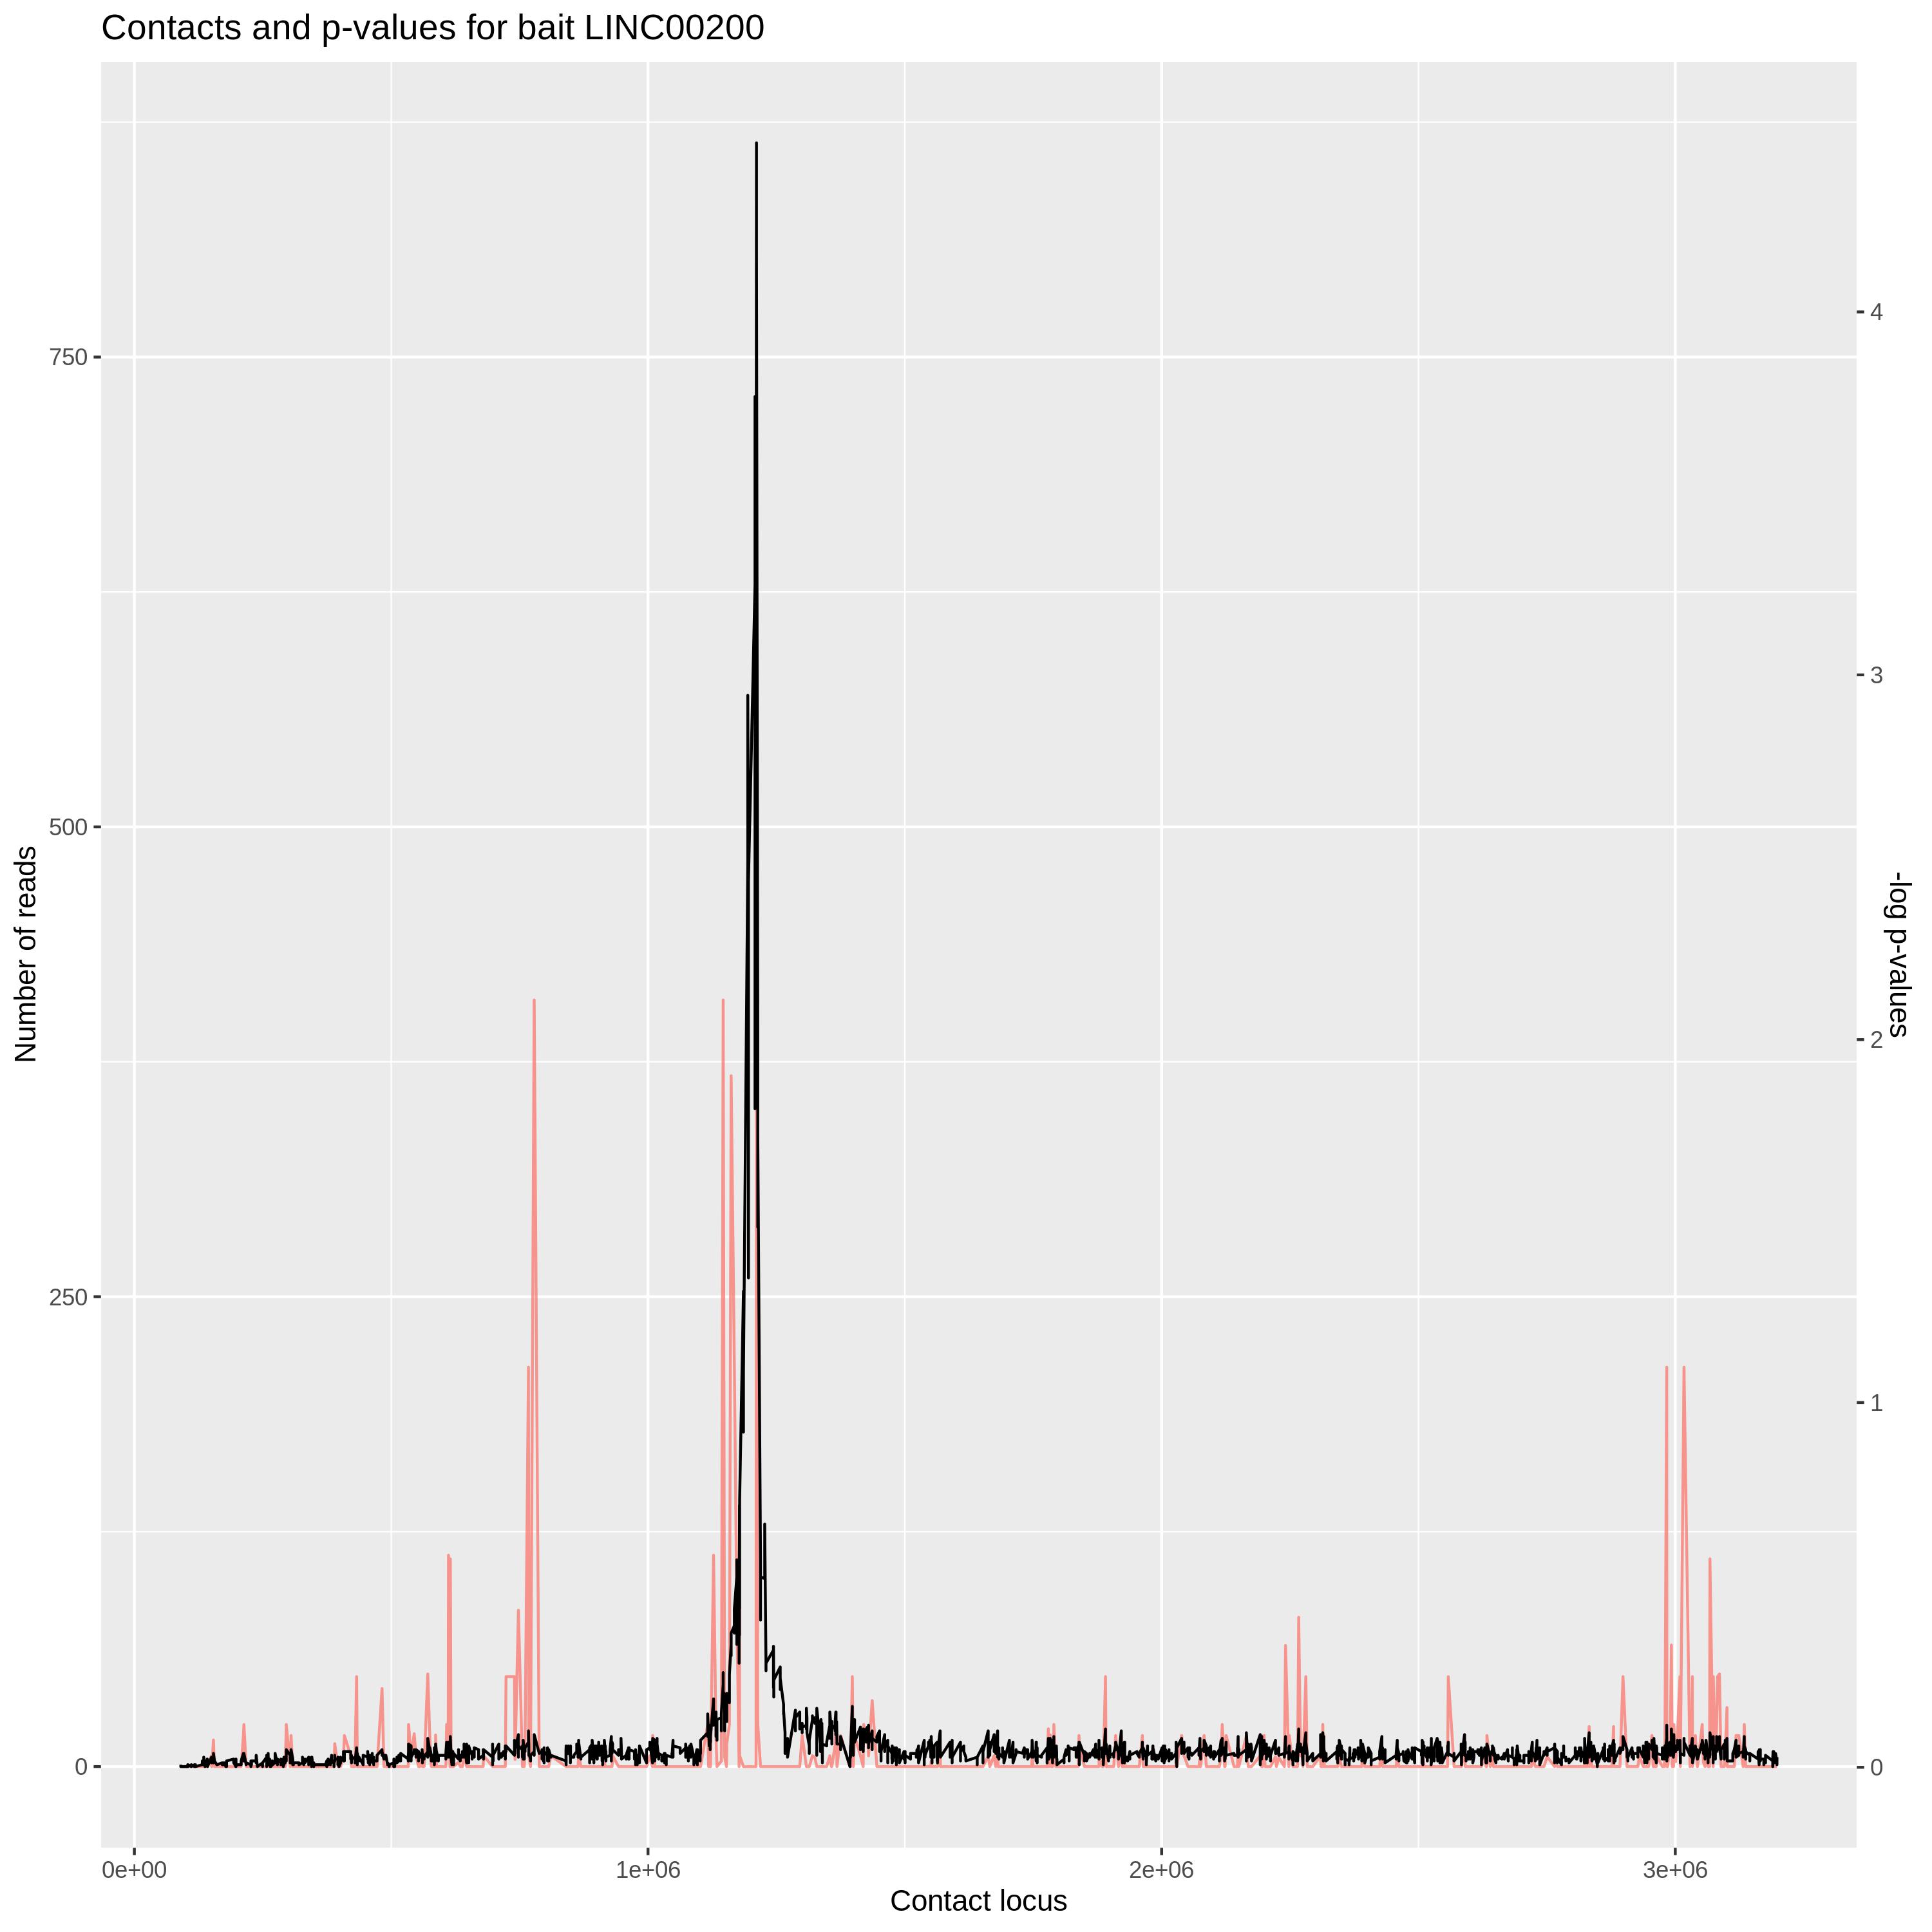 Contacts and p-values for bait LINC00200
Number of reads
750
500
250
0
4
3
2
1
0
-log p-values
0e+00
1e+06
2e+06
3e+06
Contact locus